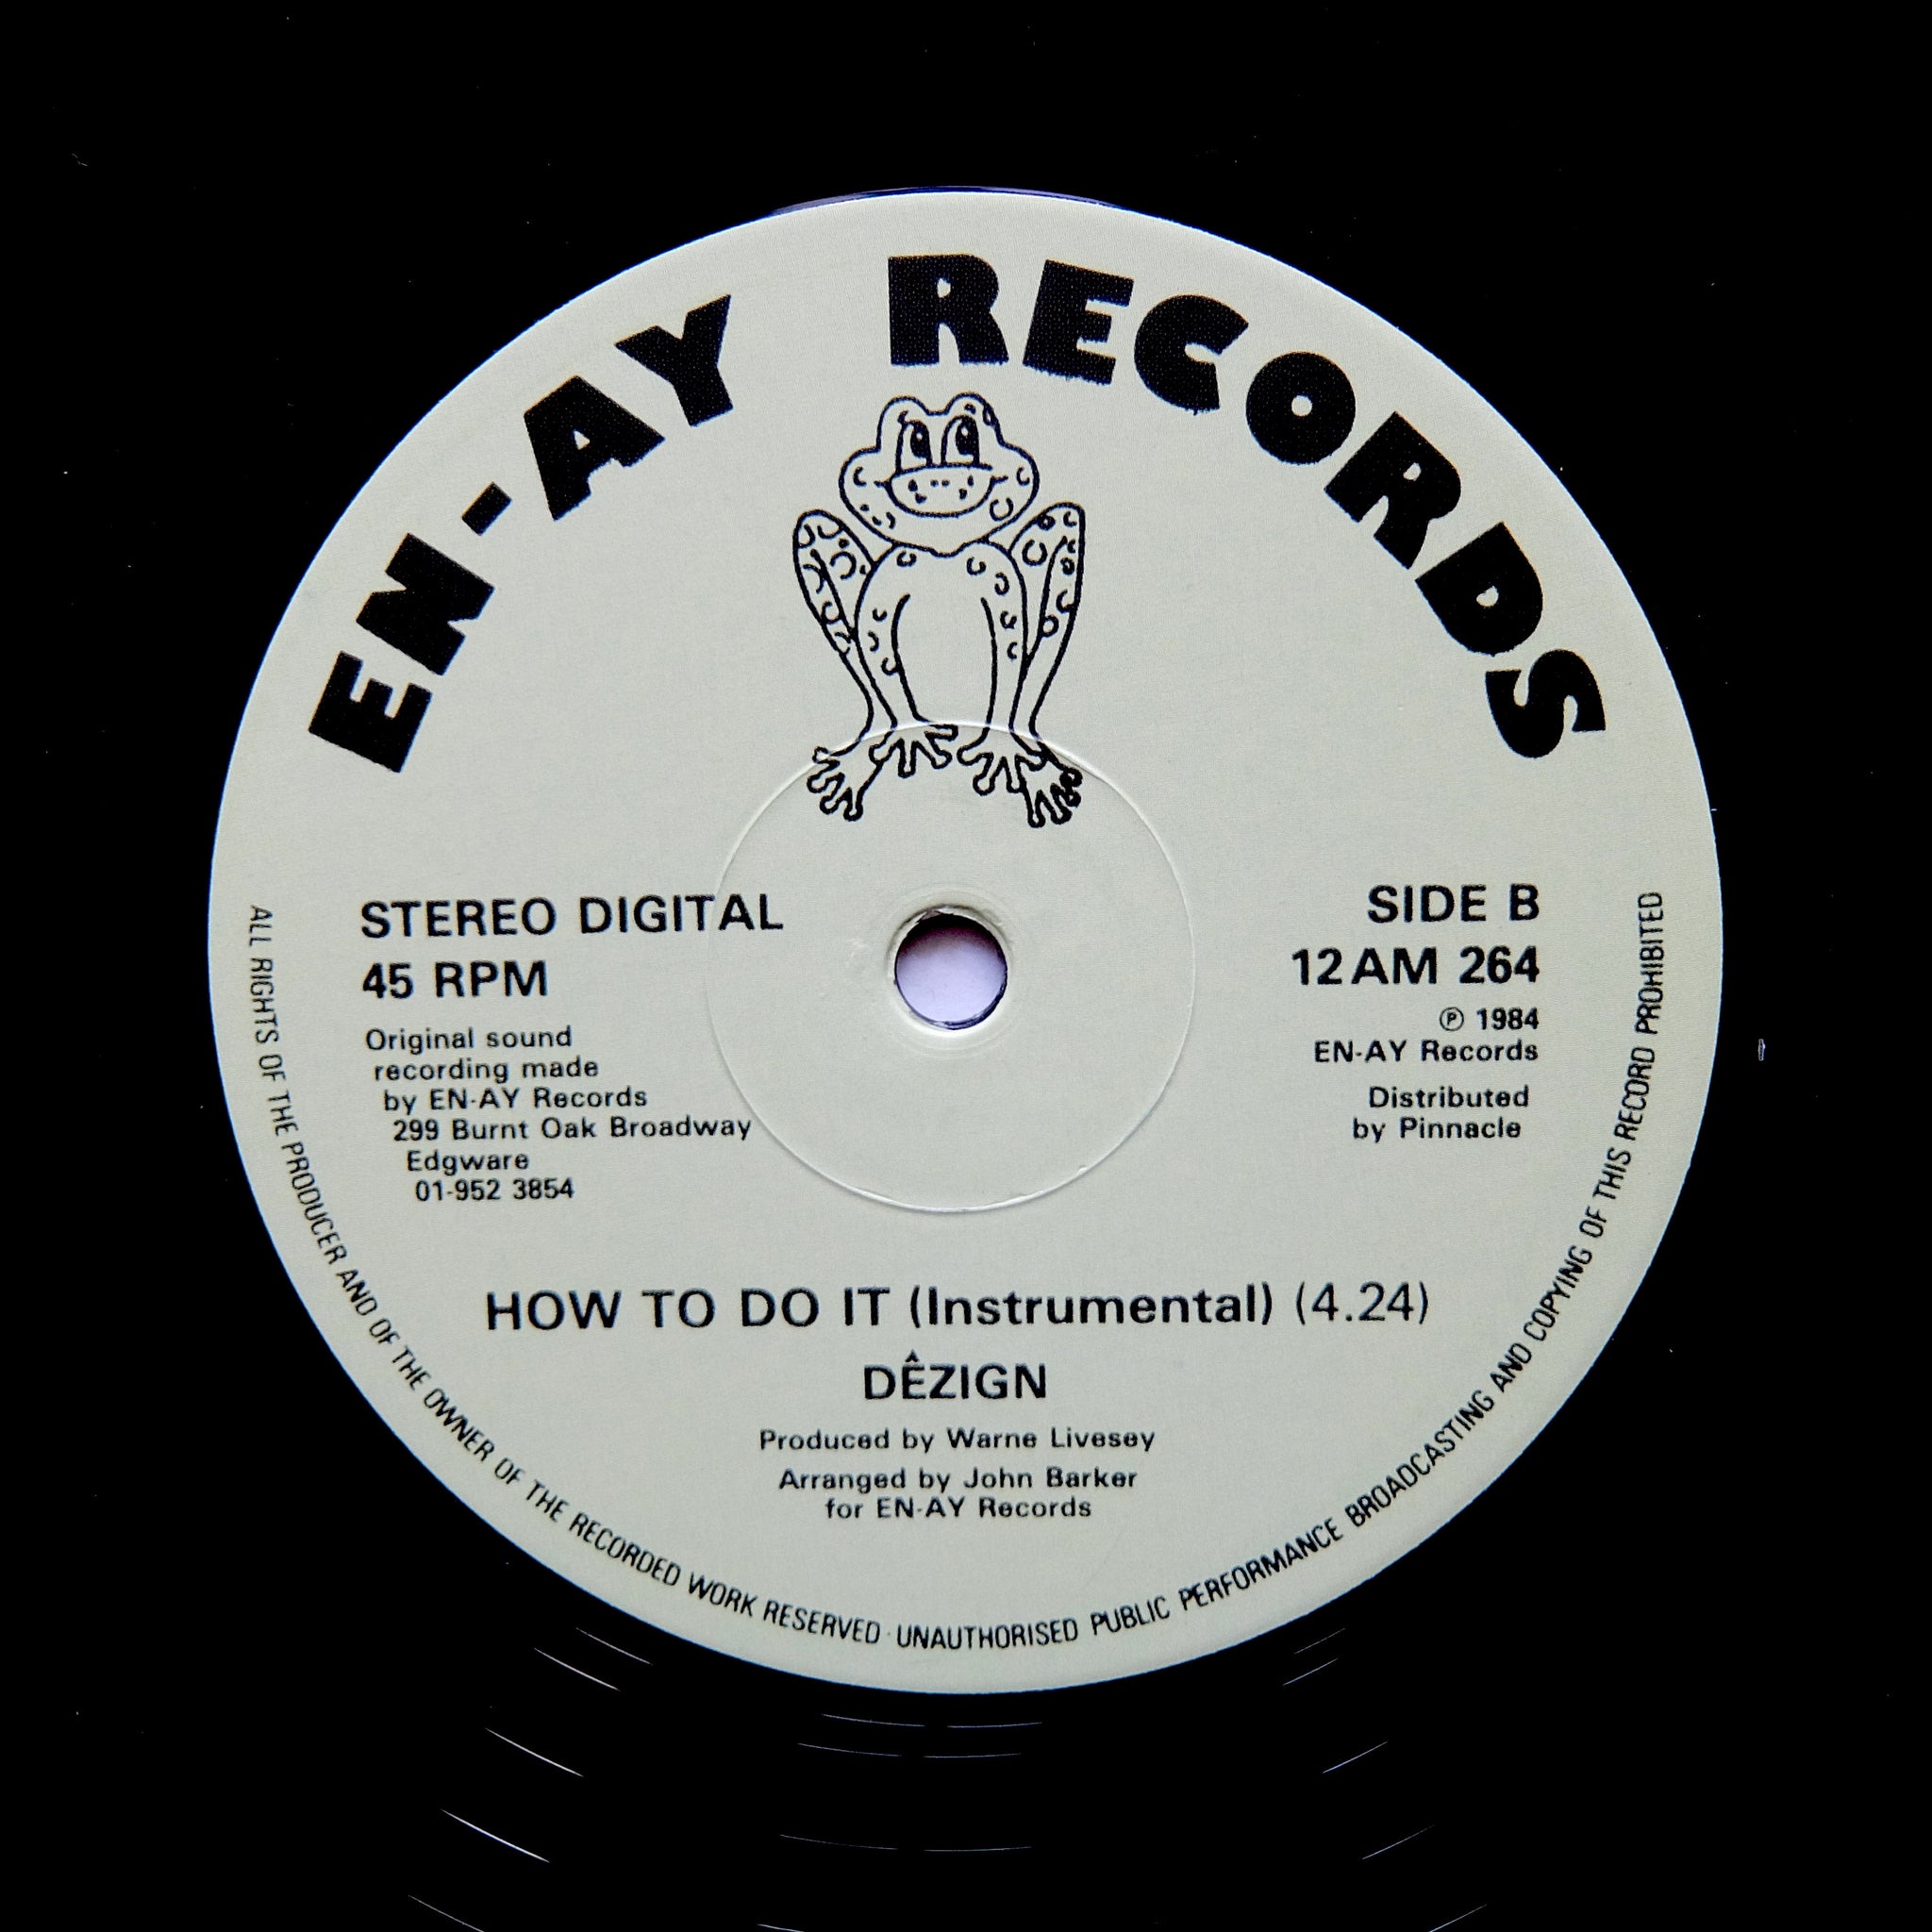 EN-AY RECORDS
STEREO DIGITAL
45 RPM
Original sound
recording made
by EN-AY Records
299 Burnt Oak Broadway
Edgware
01-952 3854
SIDE B
12 AM 264
℗ 1984
EN-AY Records
Distributed
by Pinnacle
HOW TO DO IT (Instrumental) (4.24)
DÊZIGN
Produced by Warne Livesey
Arranged by John Barker
for EN-AY Records
ALL RIGHTS OF THE PRODUCER AND OF THE OWNER OF THE RECORDED WORK RESERVED · UNAUTHORISED PUBLIC PERFORMANCE BROADCASTING AND COPYING OF THIS RECORD PROHIBITED